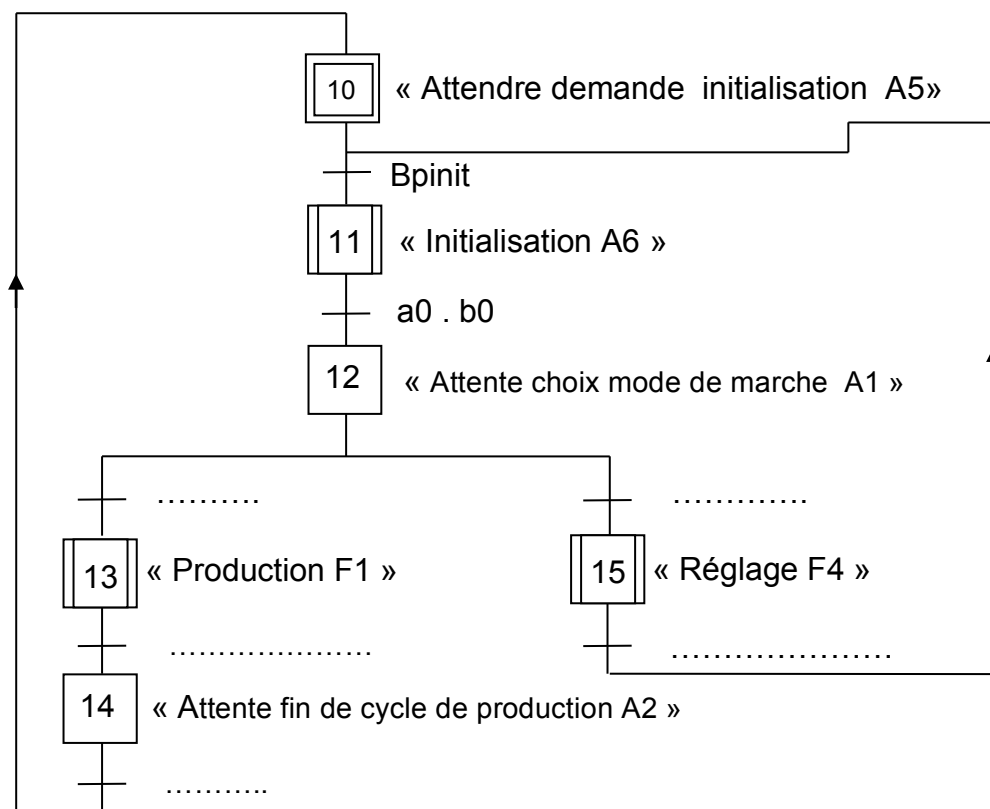 10 « Attendre demande initialisation A5»
Bpinit
11 « Initialisation A6 »
a0 . b0
12 « Attente choix mode de marche A1 »
.......... .............
13 « Production F1 » 15 « Réglage F4 »
.................... ......................
14 « Attente fin de cycle de production A2 »
...........